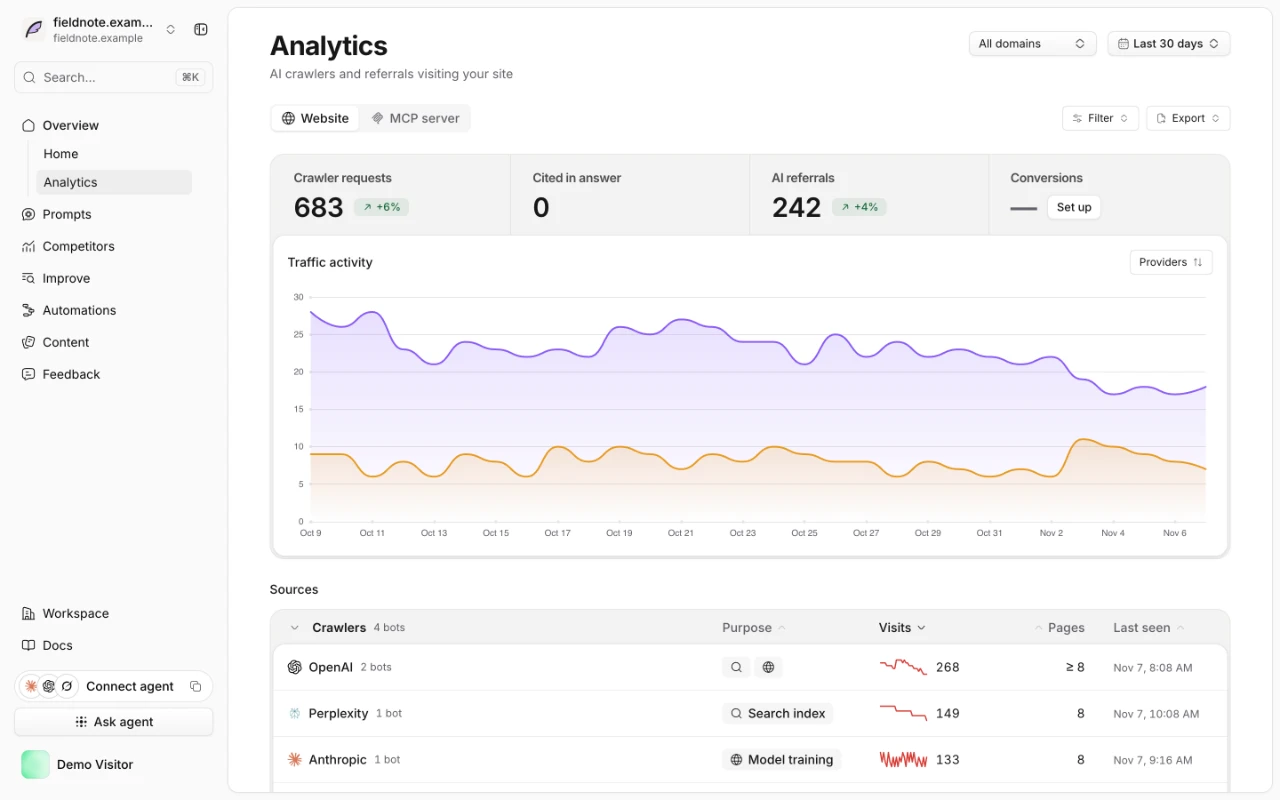 fieldnote.exam...
fieldnote.example
Search...
⌘K
Overview
Home
Analytics
Prompts
Competitors
Improve
Automations
Content
Feedback
Workspace
Docs
Connect agent
Ask agent
Demo Visitor
Analytics
AI crawlers and referrals visiting your site
All domains
Last 30 days
Website
MCP server
Filter
Export
Crawler requests
683 +6%
Cited in answer
0
AI referrals
242 +4%
Conversions
— Set up
Traffic activity
Providers
30
25
20
15
10
5
0
Oct 9 Oct 11 Oct 13 Oct 15 Oct 17 Oct 19 Oct 21 Oct 23 Oct 25 Oct 27 Oct 29 Oct 31 Nov 2 Nov 4 Nov 6
Sources
Crawlers 4 bots Purpose Visits Pages Last seen
OpenAI 2 bots 268 ≥ 8 Nov 7, 8:08 AM
Perplexity 1 bot Search index 149 8 Nov 7, 10:08 AM
Anthropic 1 bot Model training 133 8 Nov 7, 9:16 AM